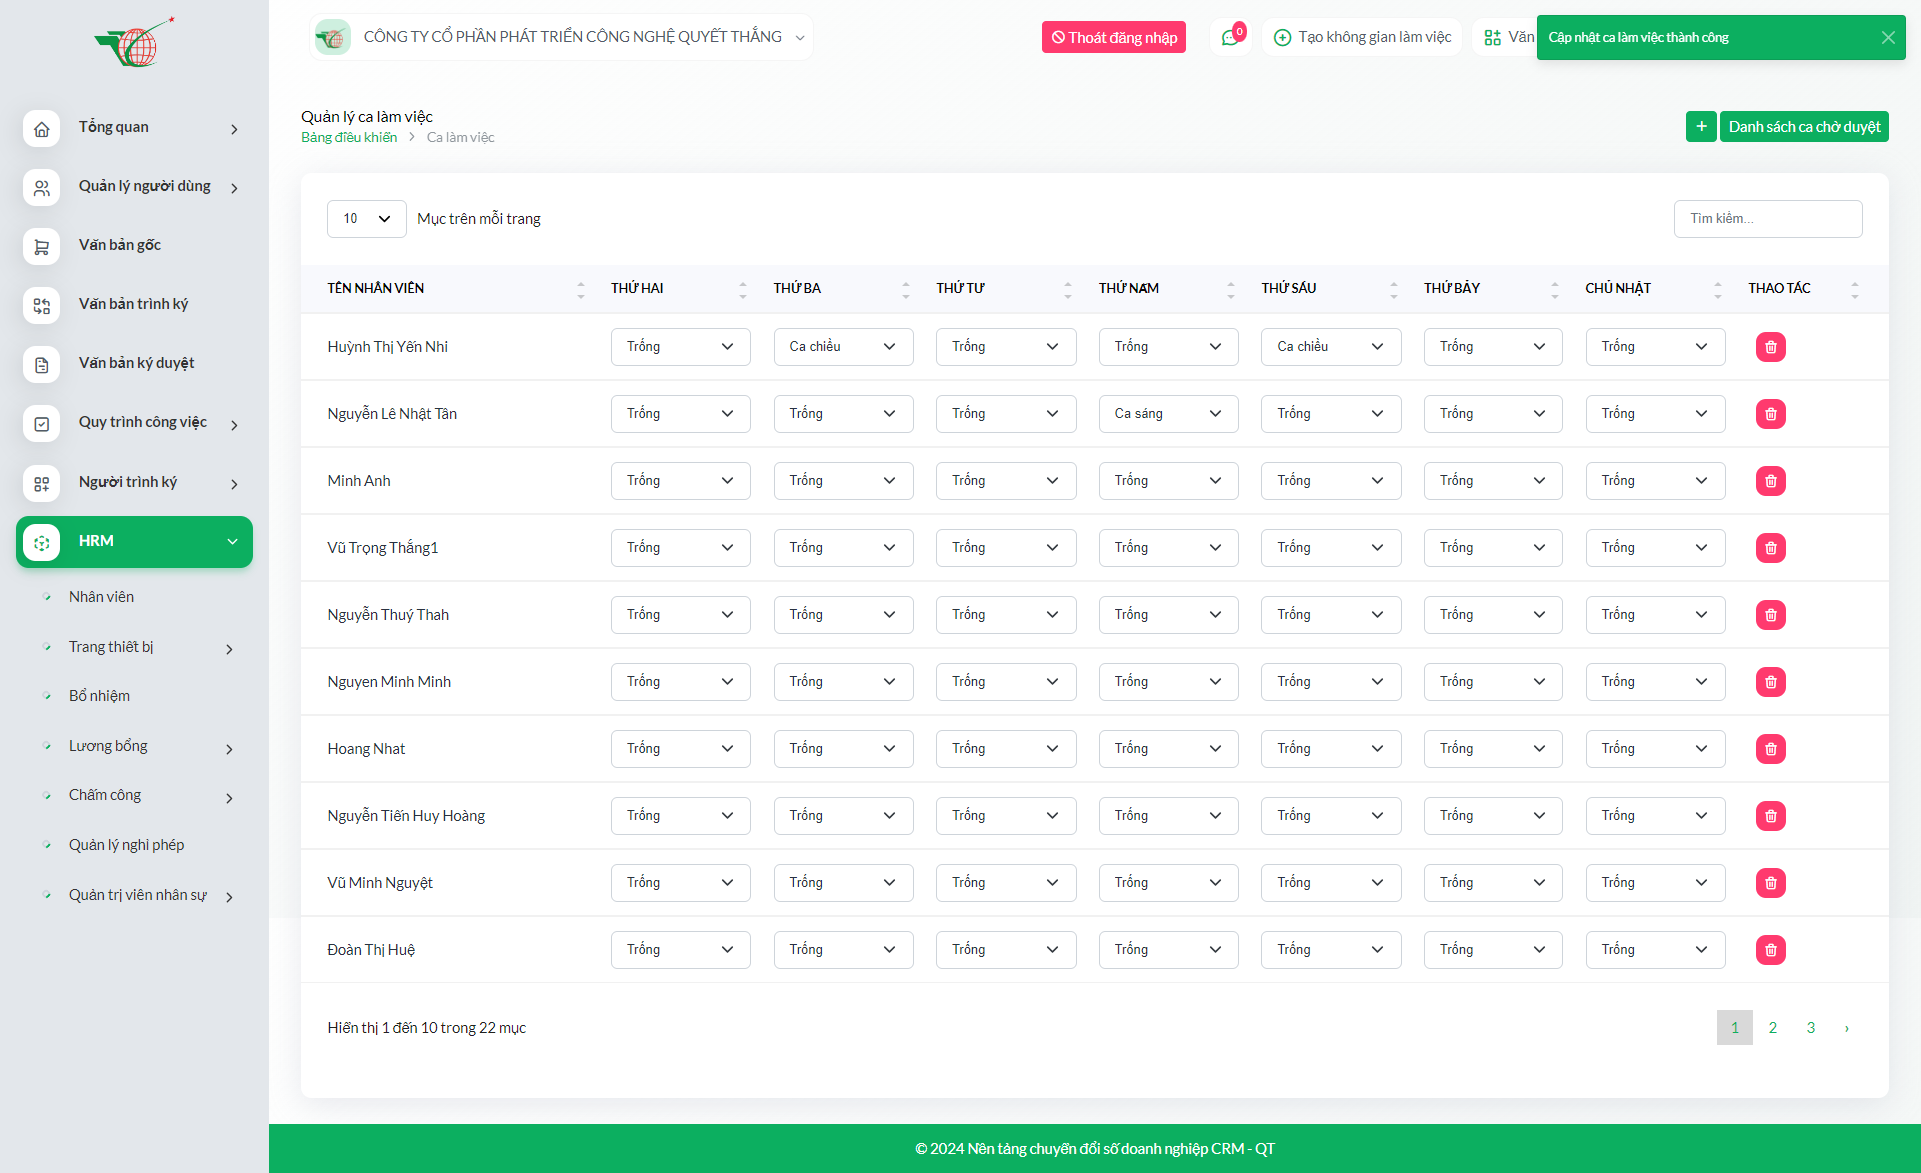 CÔNG TY CỔ PHẦN PHÁT TRIỂN CÔNG NGHỆ QUYẾT THẮNG
Thoát đăng nhập
0
Tạo không gian làm việc
Văn
Cập nhật ca làm việc thành công
Tổng quan
Quản lý người dùng
Văn bản gốc
Văn bản trình ký
Văn bản ký duyệt
Quy trình công việc
Người trình ký
HRM
Nhân viên
Trang thiết bị
Bổ nhiệm
Lương bổng
Chấm công
Quản lý nghỉ phép
Quản trị viên nhân sự
Quản lý ca làm việc
Bảng điều khiển > Ca làm việc
+ Danh sách ca chờ duyệt
10 Mục trên mỗi trang
Tìm kiếm...
TÊN NHÂN VIÊN THỨ HAI THỨ BA THỨ TƯ THỨ NĂM THỨ SÁU THỨ BẢY CHỦ NHẬT THAO TÁC
Huỳnh Thị Yến Nhi Trống Ca chiều Trống Trống Ca chiều Trống Trống
Nguyễn Lê Nhật Tân Trống Trống Trống Ca sáng Trống Trống Trống
Minh Anh Trống Trống Trống Trống Trống Trống Trống
Vũ Trọng Thắng1 Trống Trống Trống Trống Trống Trống Trống
Nguyễn Thuý Thah Trống Trống Trống Trống Trống Trống Trống
Nguyen Minh Minh Trống Trống Trống Trống Trống Trống Trống
Hoang Nhat Trống Trống Trống Trống Trống Trống Trống
Nguyễn Tiến Huy Hoàng Trống Trống Trống Trống Trống Trống Trống
Vũ Minh Nguyệt Trống Trống Trống Trống Trống Trống Trống
Đoàn Thị Huệ Trống Trống Trống Trống Trống Trống Trống
Hiển thị 1 đến 10 trong 22 mục
1 2 3 ›
© 2024 Nền tảng chuyển đổi số doanh nghiệp CRM - QT